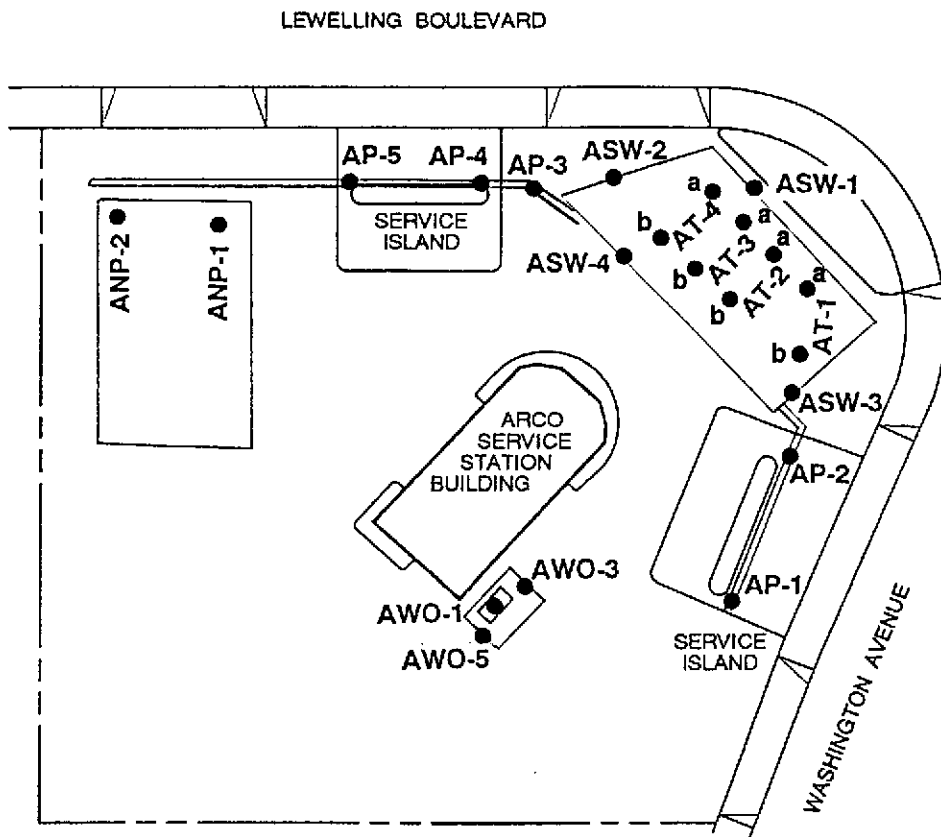 LEWELLING BOULEVARD
AP-5
AP-4
AP-3
ASW-2
ASW-1
SERVICE
ISLAND
ANP-2
ANP-1
ASW-4
a
AT-4
b
a
AT-3
b
a
AT-2
b
a
AT-1
b
ASW-3
ARCO
SERVICE
STATION
BUILDING
AP-2
AWO-3
AWO-1
AWO-5
AP-1
SERVICE
ISLAND
WASHINGTON AVENUE